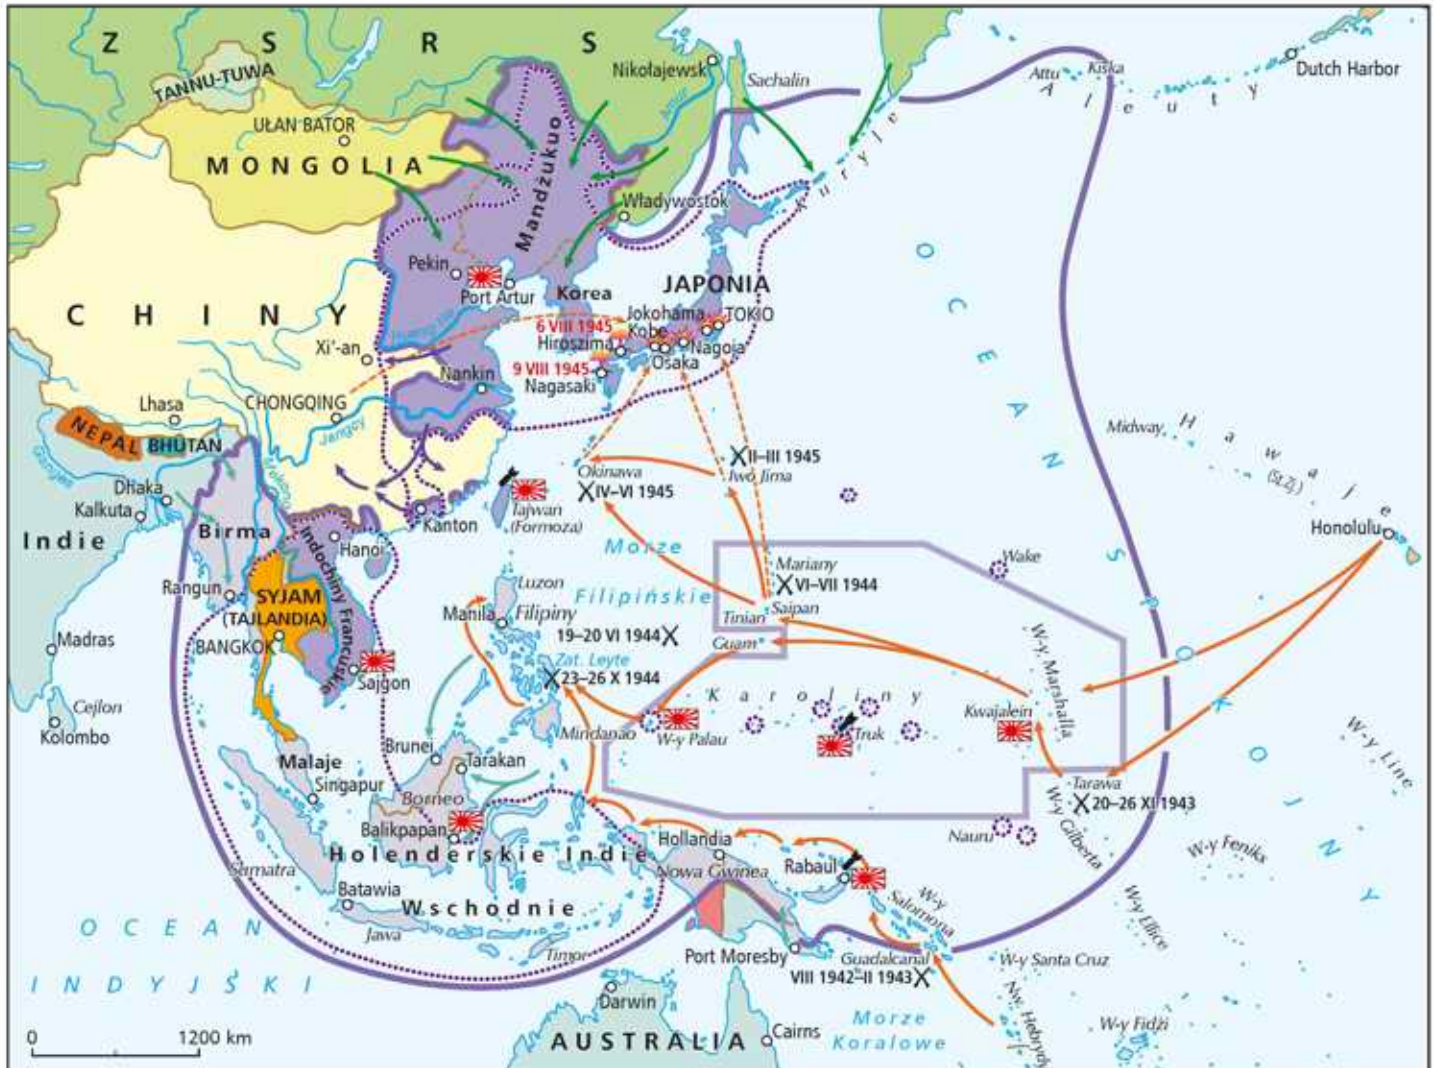 Z S R S
TANNU-TUWA
UŁAN BATOR
MONGOLIA
Nikołajewsk
Sachalin
Amur
Attu
Kiska
Aleuty
Dutch Harbor
Kuryle
Mandżukuo
Władywostok
CHINY
Pekin
Port Artur
Korea
JAPONIA
Jokohama
TOKIO
Kobe
6 VIII 1945
Hiroszima
Nagoja
Osaka
9 VIII 1945
Nagasaki
Xi'-an
Nankin
Lhasa
CHONGQING
Jangcy
NEPAL
BHUTAN
Ganges
Mekong
Dhaka
Kalkuta
Indie
Birma
Hanoi
Kanton
Tajwan
(Formoza)
Okinawa
IV–VI 1945
II–III 1945
Iwo Jima
Midway
Hawaje
(St.Zj.)
Honolulu
OCEAN SPOKOJNY
Morze
Filipińskie
Mariany
VI–VII 1944
Saipan
Tinian
Guam
Wake
Rangun
SYJAM
(TAJLANDIA)
BANGKOK
Indochiny Francuskie
Sajgon
Luzon
Manila
Filipiny
19–20 VI 1944
Zat. Leyte
23–26 X 1944
Mindanao
W-y Palau
Karoliny
Truk
Kwajalein
W-y Marshalla
Madras
Cejlon
Kolombo
Malaje
Singapur
Brunei
Tarakan
Borneo
Balikpapan
Tarawa
20–26 XI 1943
W-y Gilberta
Nauru
W-y Line
W-y Feniks
W-y Ellice
Holenderskie Indie
Wschodnie
Sumatra
Batawia
Jawa
Timor
Hollandia
Nowa Gwinea
Rabaul
W-y
Salomona
Port Moresby
Guadalcanal
VIII 1942–II 1943
W-y Santa Cruz
Nw. Hebrydy
W-y Fidżi
OCEAN
INDYJSKI
Darwin
AUSTRALIA
Cairns
Morze
Koralowe
0 1200 km